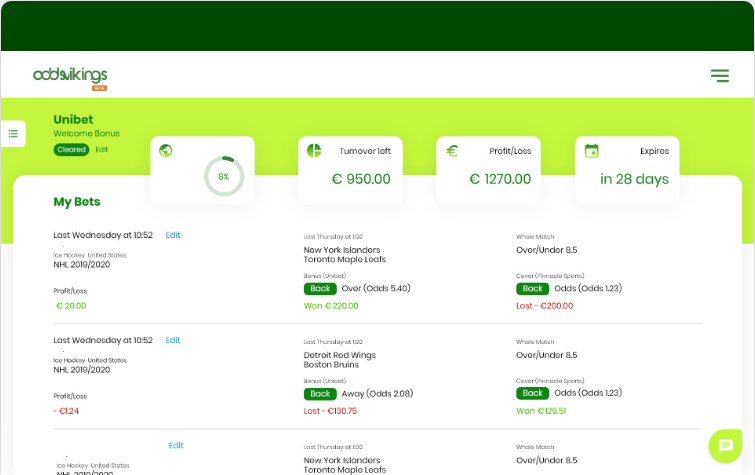 oddsvikings
BETA
Unibet
Welcome Bonus
Cleared Edit
8%
Turnover left
€ 950.00
Profit/Loss
€ 1270.00
Expires
in 28 days
My Bets
Last Wednesday at 10:52 Edit
Ice Hockey United States
NHL 2019/2020
Profit/Loss
€ 20.00
Last Thursday at 1:00
New York Islanders
Toronto Maple Leafs
Bonus (Unibet)
Back Over (Odds 5.40)
Won €220.00
Whole Match
Over/Under 8.5
Cover (Pinnacle Sports)
Back Odds (Odds 1.23)
Lost - €200.00
Last Wednesday at 10:52 Edit
Ice Hockey United States
NHL 2019/2020
Profit/Loss
- €1.24
Last Thursday at 1:00
Detroit Red Wings
Boston Bruins
Bonus (Unibet)
Back Away (Odds 2.08)
Lost - €130.75
Whole Match
Over/Under 8.5
Cover (Pinnacle Sports)
Back Odds (Odds 1.23)
Won €129.51
Edit
Ice Hockey United States
NHL 2019/2020
Last Thursday at 1:00
New York Islanders
Toronto Maple Leafs
Whole Match
Over/Under 8.5